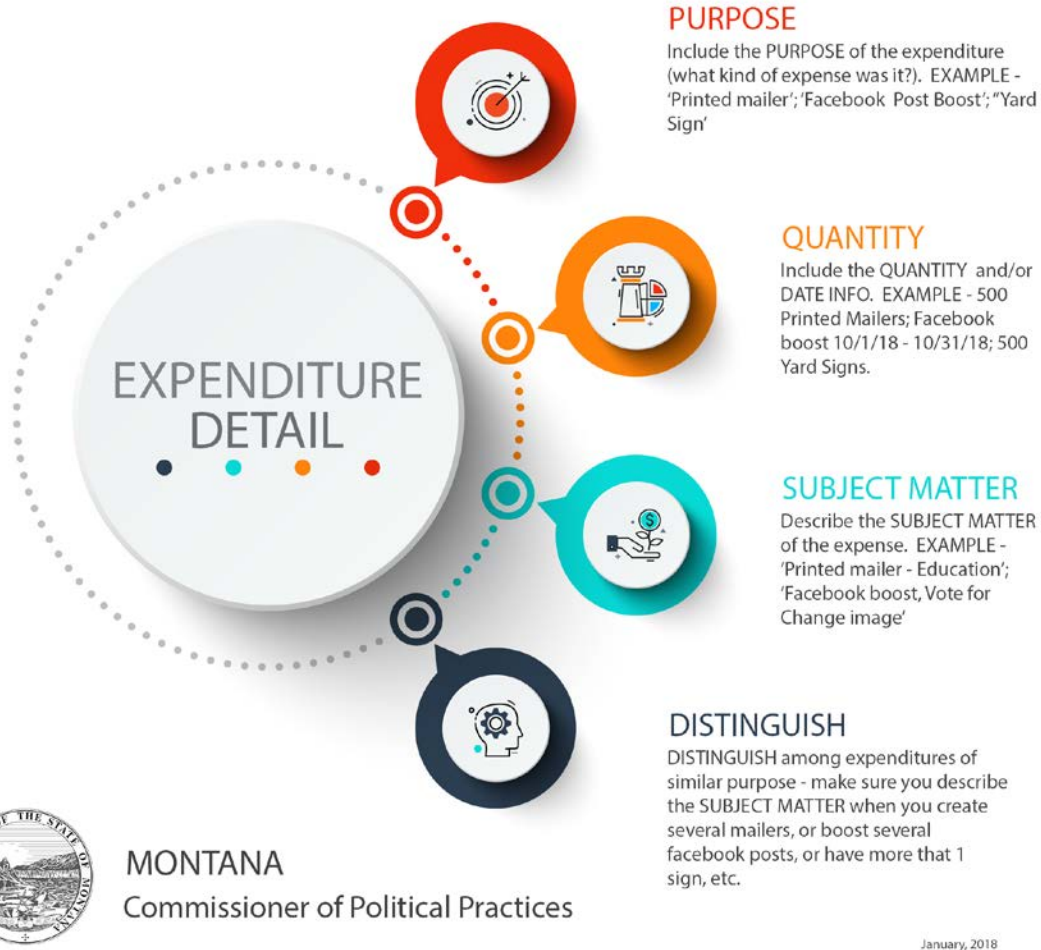 PURPOSE
Include the PURPOSE of the expenditure
(what kind of expense was it?). EXAMPLE -
'Printed mailer'; 'Facebook Post Boost'; "Yard
Sign'
QUANTITY
Include the QUANTITY and/or
DATE INFO. EXAMPLE - 500
Printed Mailers; Facebook
boost 10/1/18 - 10/31/18; 500
Yard Signs.
EXPENDITURE
DETAIL
SUBJECT MATTER
Describe the SUBJECT MATTER
of the expense. EXAMPLE -
'Printed mailer - Education';
'Facebook boost, Vote for
Change image'
DISTINGUISH
DISTINGUISH among expenditures of
similar purpose - make sure you describe
the SUBJECT MATTER when you create
several mailers, or boost several
facebook posts, or have more that 1
sign, etc.
THE STATE OF MONTANA
MONTANA
Commissioner of Political Practices
January, 2018